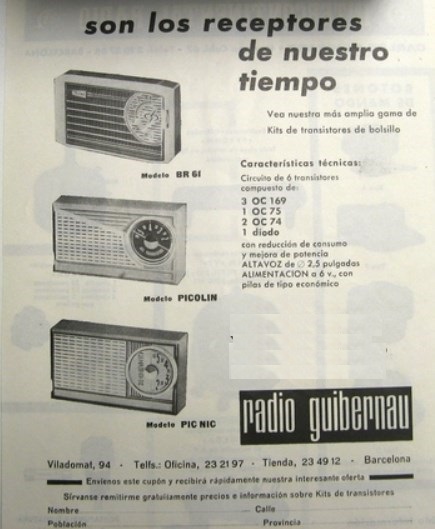 son los receptores
de nuestro
tiempo
Vea nuestra más amplia gama de
Kits de transistores de bolsillo
Modelo BR 61
Características técnicas:
Circuito de 6 transistores
compuesto de:
3 OC 169
1 OC 75
2 OC 74
1 diodo
con reducción de consumo
y mejora de potencia
ALTAVOZ de ∅ 2,5 pulgadas
ALIMENTACION a 6 v., con
pilas de tipo económico
Modelo PICOLIN
Modelo PIC NIC
radio guibernau
Viladomat, 94 · Telfs.: Oficina, 23 21 97 · Tienda, 23 49 12 · Barcelona
Envíenos este cupón y recibirá rápidamente nuestra interesante oferta
Sírvanse remitirme gratuitamente precios e información sobre Kits de transistores
Nombre Calle
Población Provincia